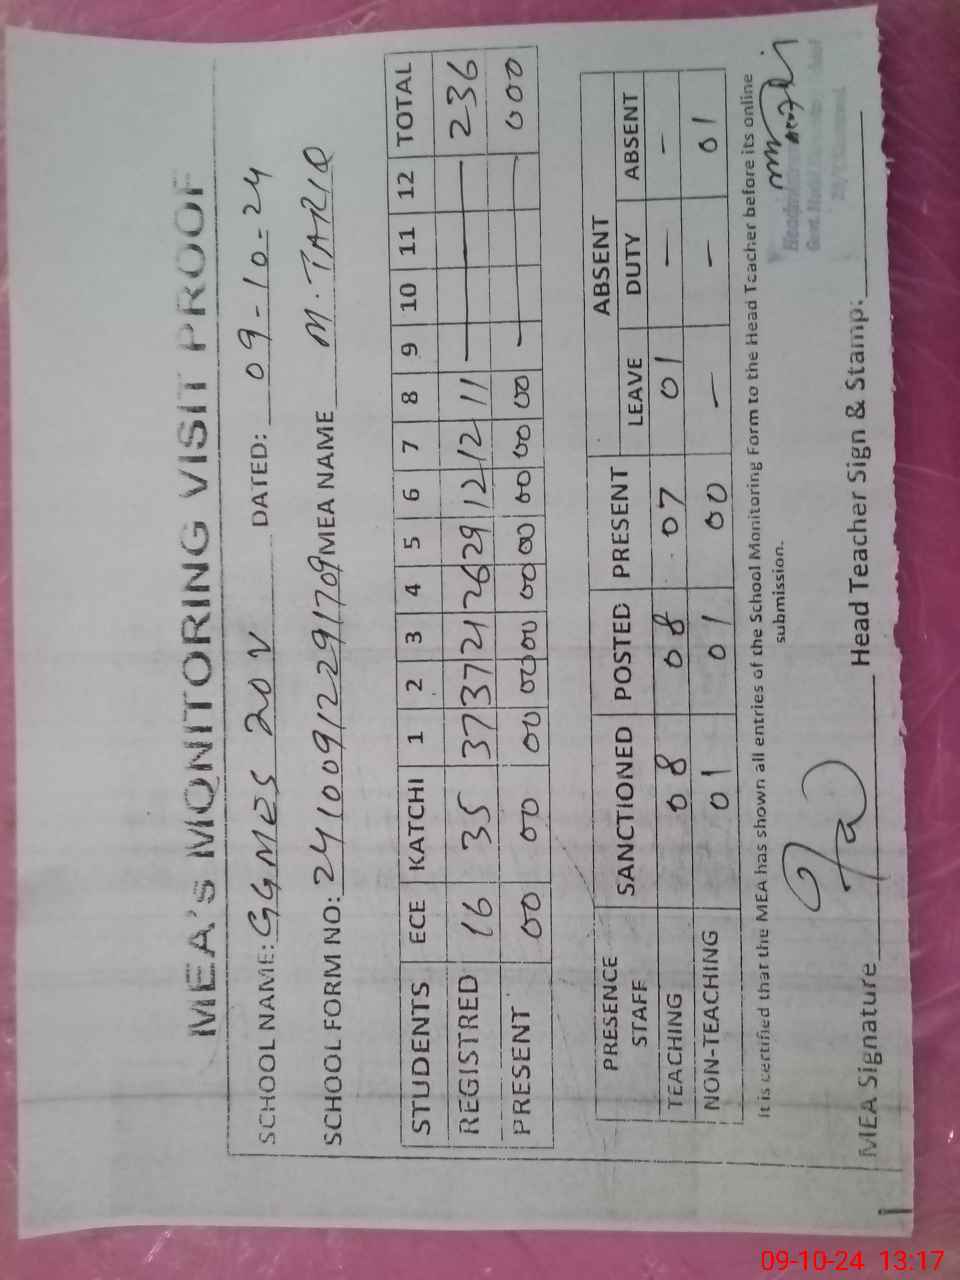 MEA's MONITORING VISIT PROOF
SCHOOL NAME: GGMES 20N DATED: 09-10-24
SCHOOL FORM NO: 241009122291709 MEA NAME M. TARIQ
STUDENTS ECE KATCHI 1 2 3 4 5 6 7 8 9 10 11 12 TOTAL
REGISTRED 16 35 37 37 21 26 29 12 12 11 — — — — 236
PRESENT 00 00 00 00 00 00 00 00 00 00 — — — — 000
PRESENCE STAFF SANCTIONED POSTED PRESENT ABSENT
LEAVE DUTY ABSENT
TEACHING 08 08 07 01 — —
NON-TEACHING 01 01 00 — — 01
It is certified that the MEA has shown all entries of the School Monitoring Form to the Head Teacher before its online
submission.
MEA Signature Head Teacher Sign & Stamp:
09-10-24 13:17